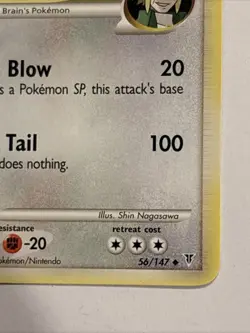 Brain's Pokémon
Blow 20
s a Pokémon SP, this attack's base
Tail 100
does nothing.
Illus. Shin Nagasawa
esistance retreat cost
-20
56/147
okémon/Nintendo